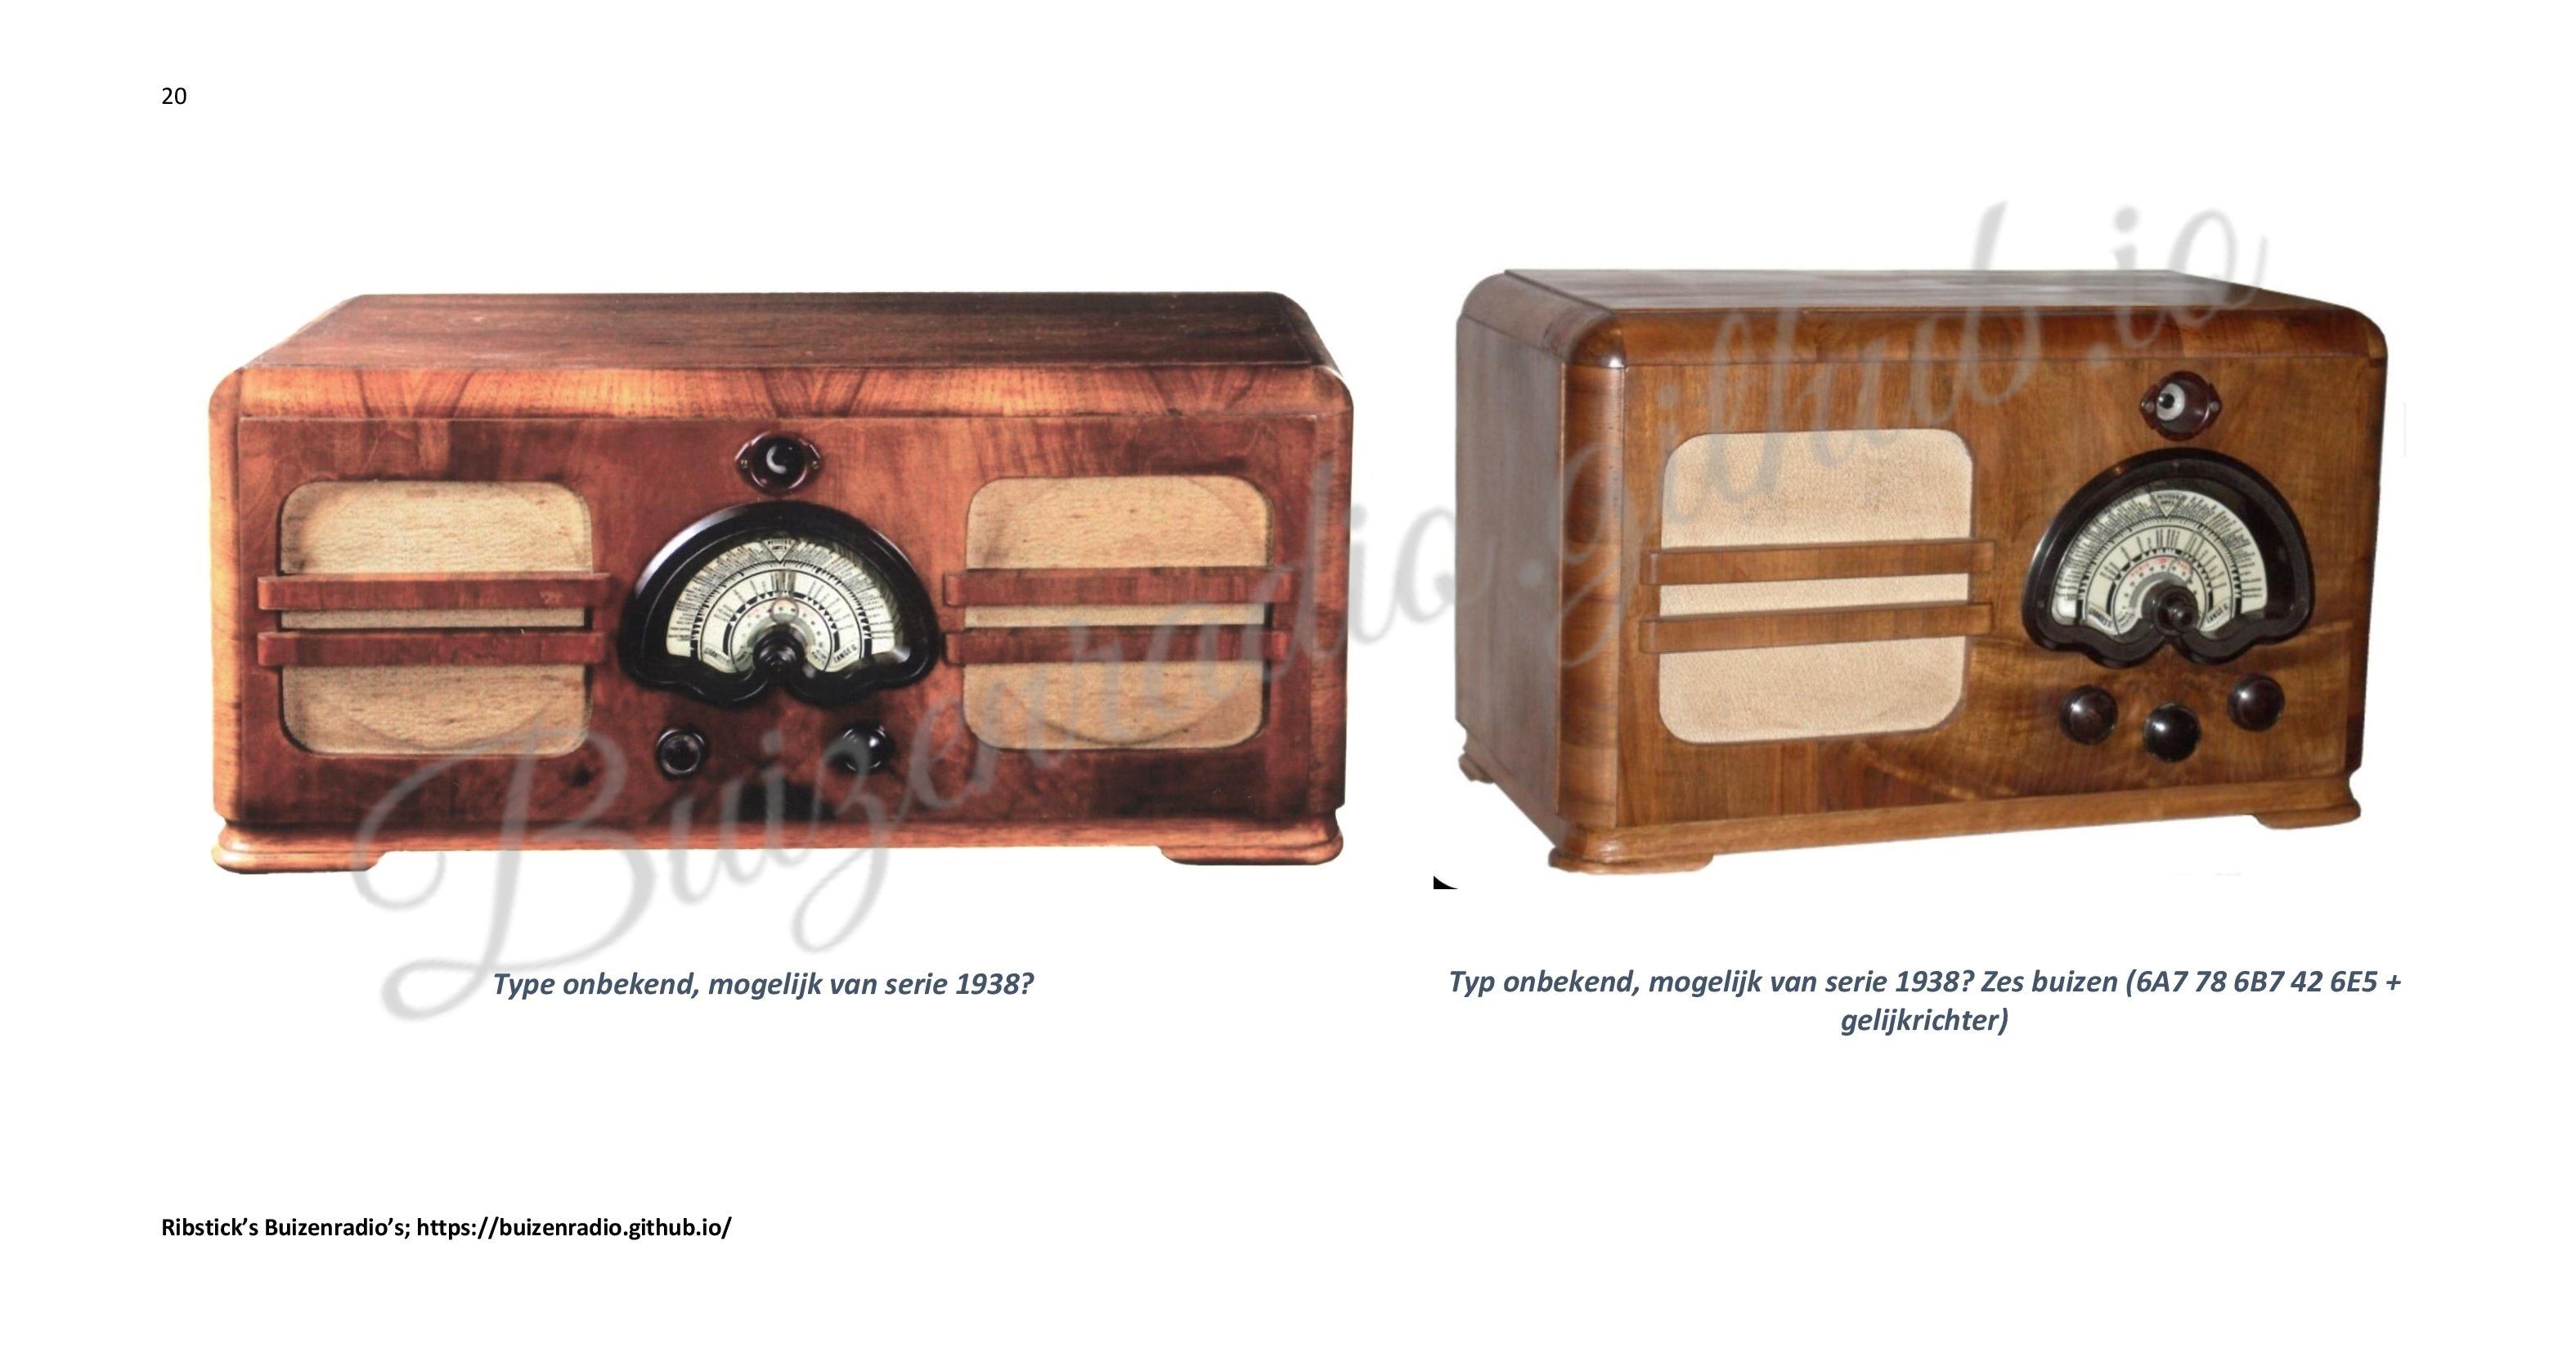 20
Buizenradio.github.io
Type onbekend, mogelijk van serie 1938?
Typ onbekend, mogelijk van serie 1938? Zes buizen (6A7 78 6B7 42 6E5 +
gelijkrichter)
Ribstick’s Buizenradio’s; https://buizenradio.github.io/